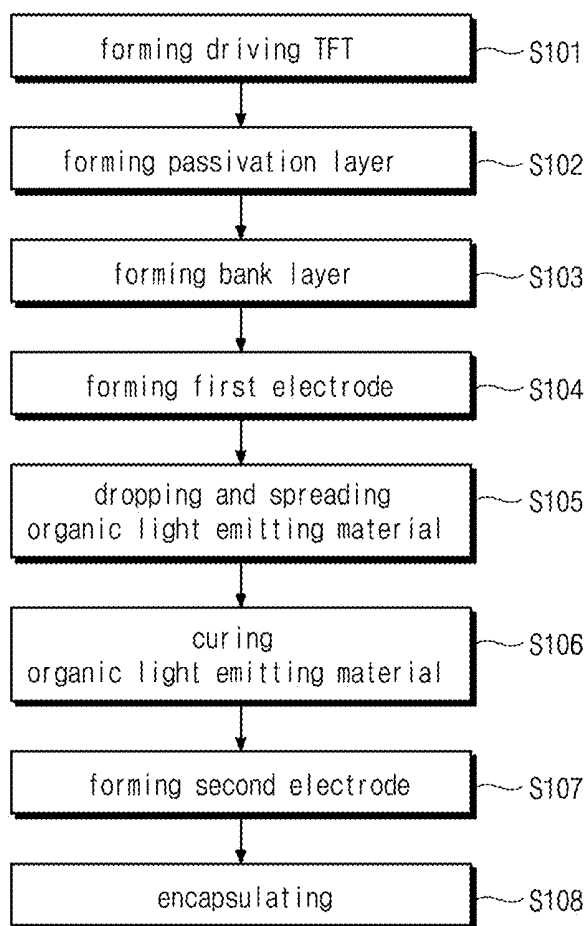 forming driving TFT S101
forming passivation layer S102
forming bank layer S103
forming first electrode S104
dropping and spreading
organic light emitting material S105
curing
organic light emitting material S106
forming second electrode S107
encapsulating S108